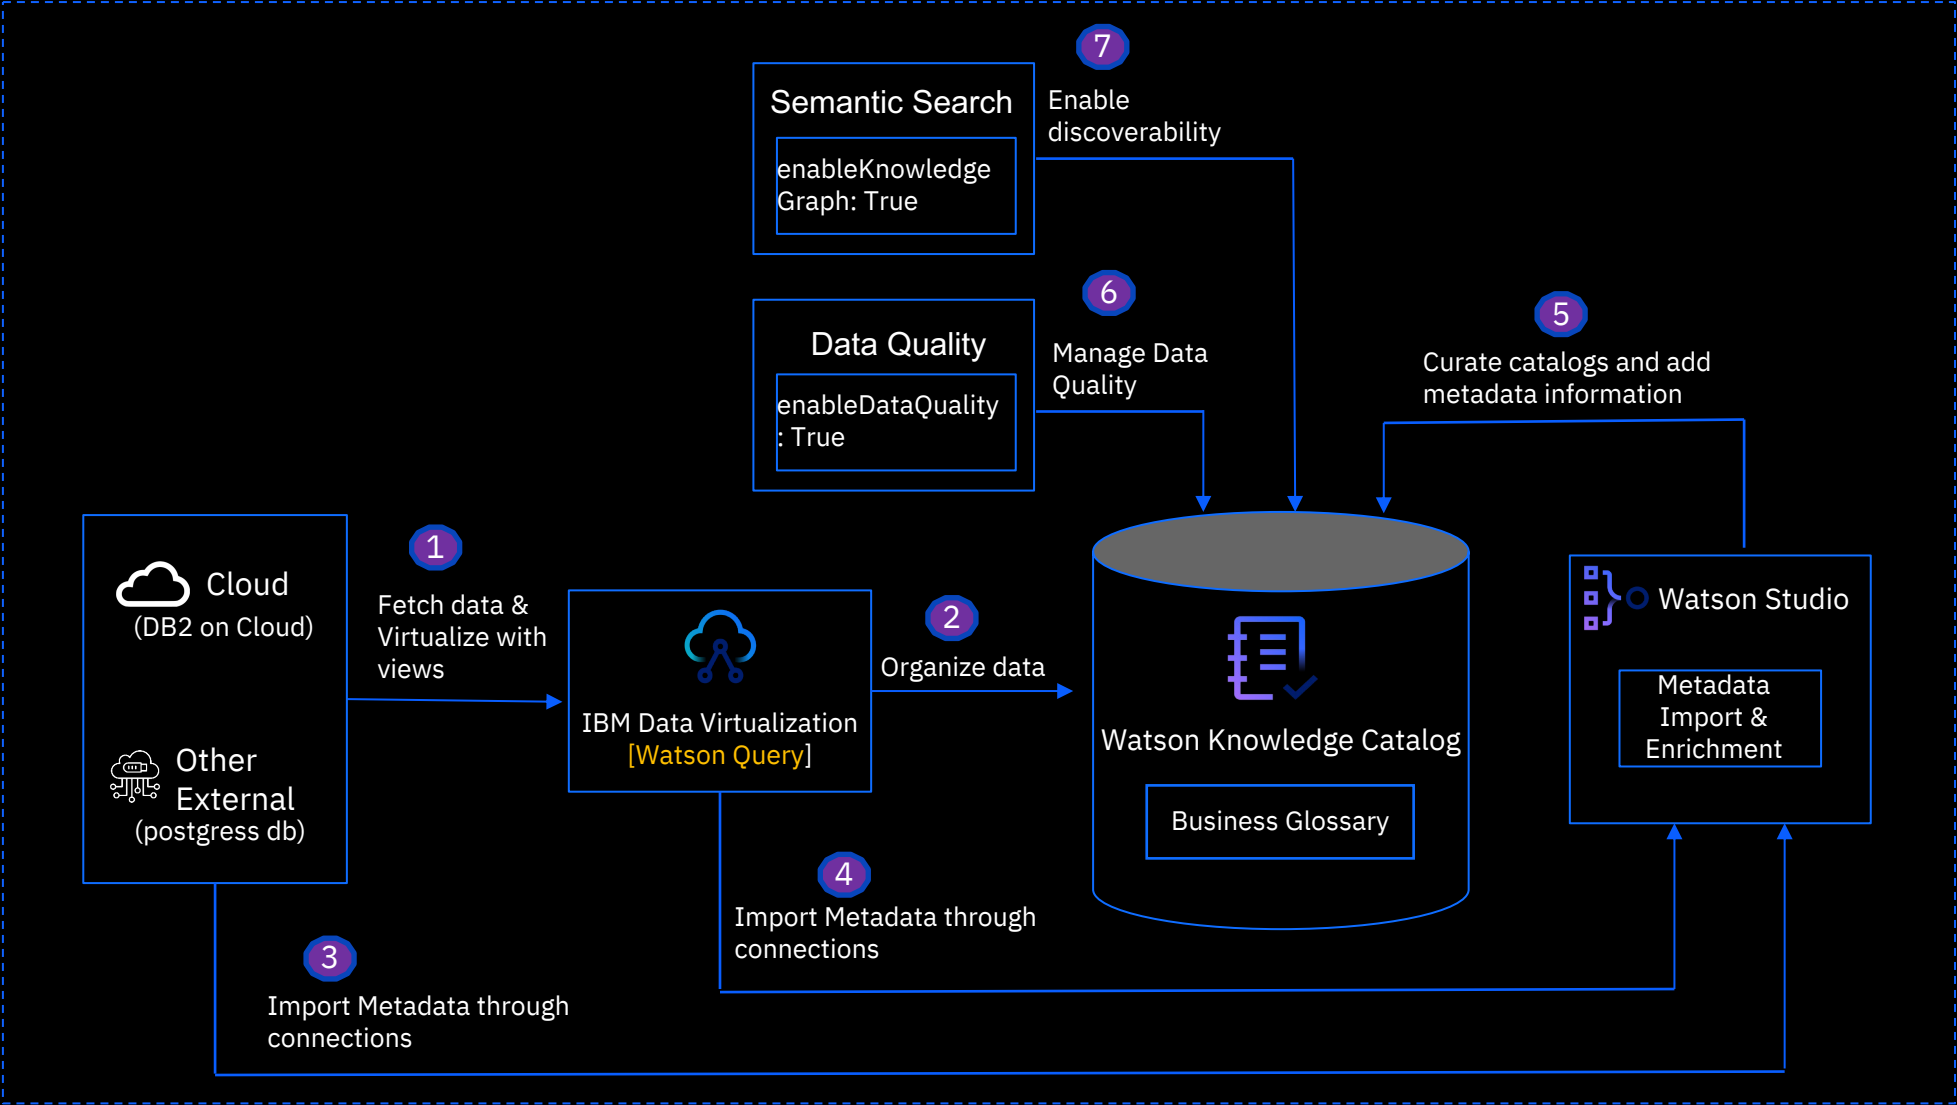 7
Semantic Search
Enable
discoverability
enableKnowledge
Graph: True
6
Data Quality
Manage Data
Quality
enableDataQuality
: True
5
Curate catalogs and add
metadata information
Cloud
(DB2 on Cloud)
Other
External
(postgress db)
1
Fetch data &
Virtualize with
views
IBM Data Virtualization
[Watson Query]
2
Organize data
Watson Knowledge Catalog
Business Glossary
Watson Studio
Metadata
Import &
Enrichment
4
Import Metadata through
connections
3
Import Metadata through
connections